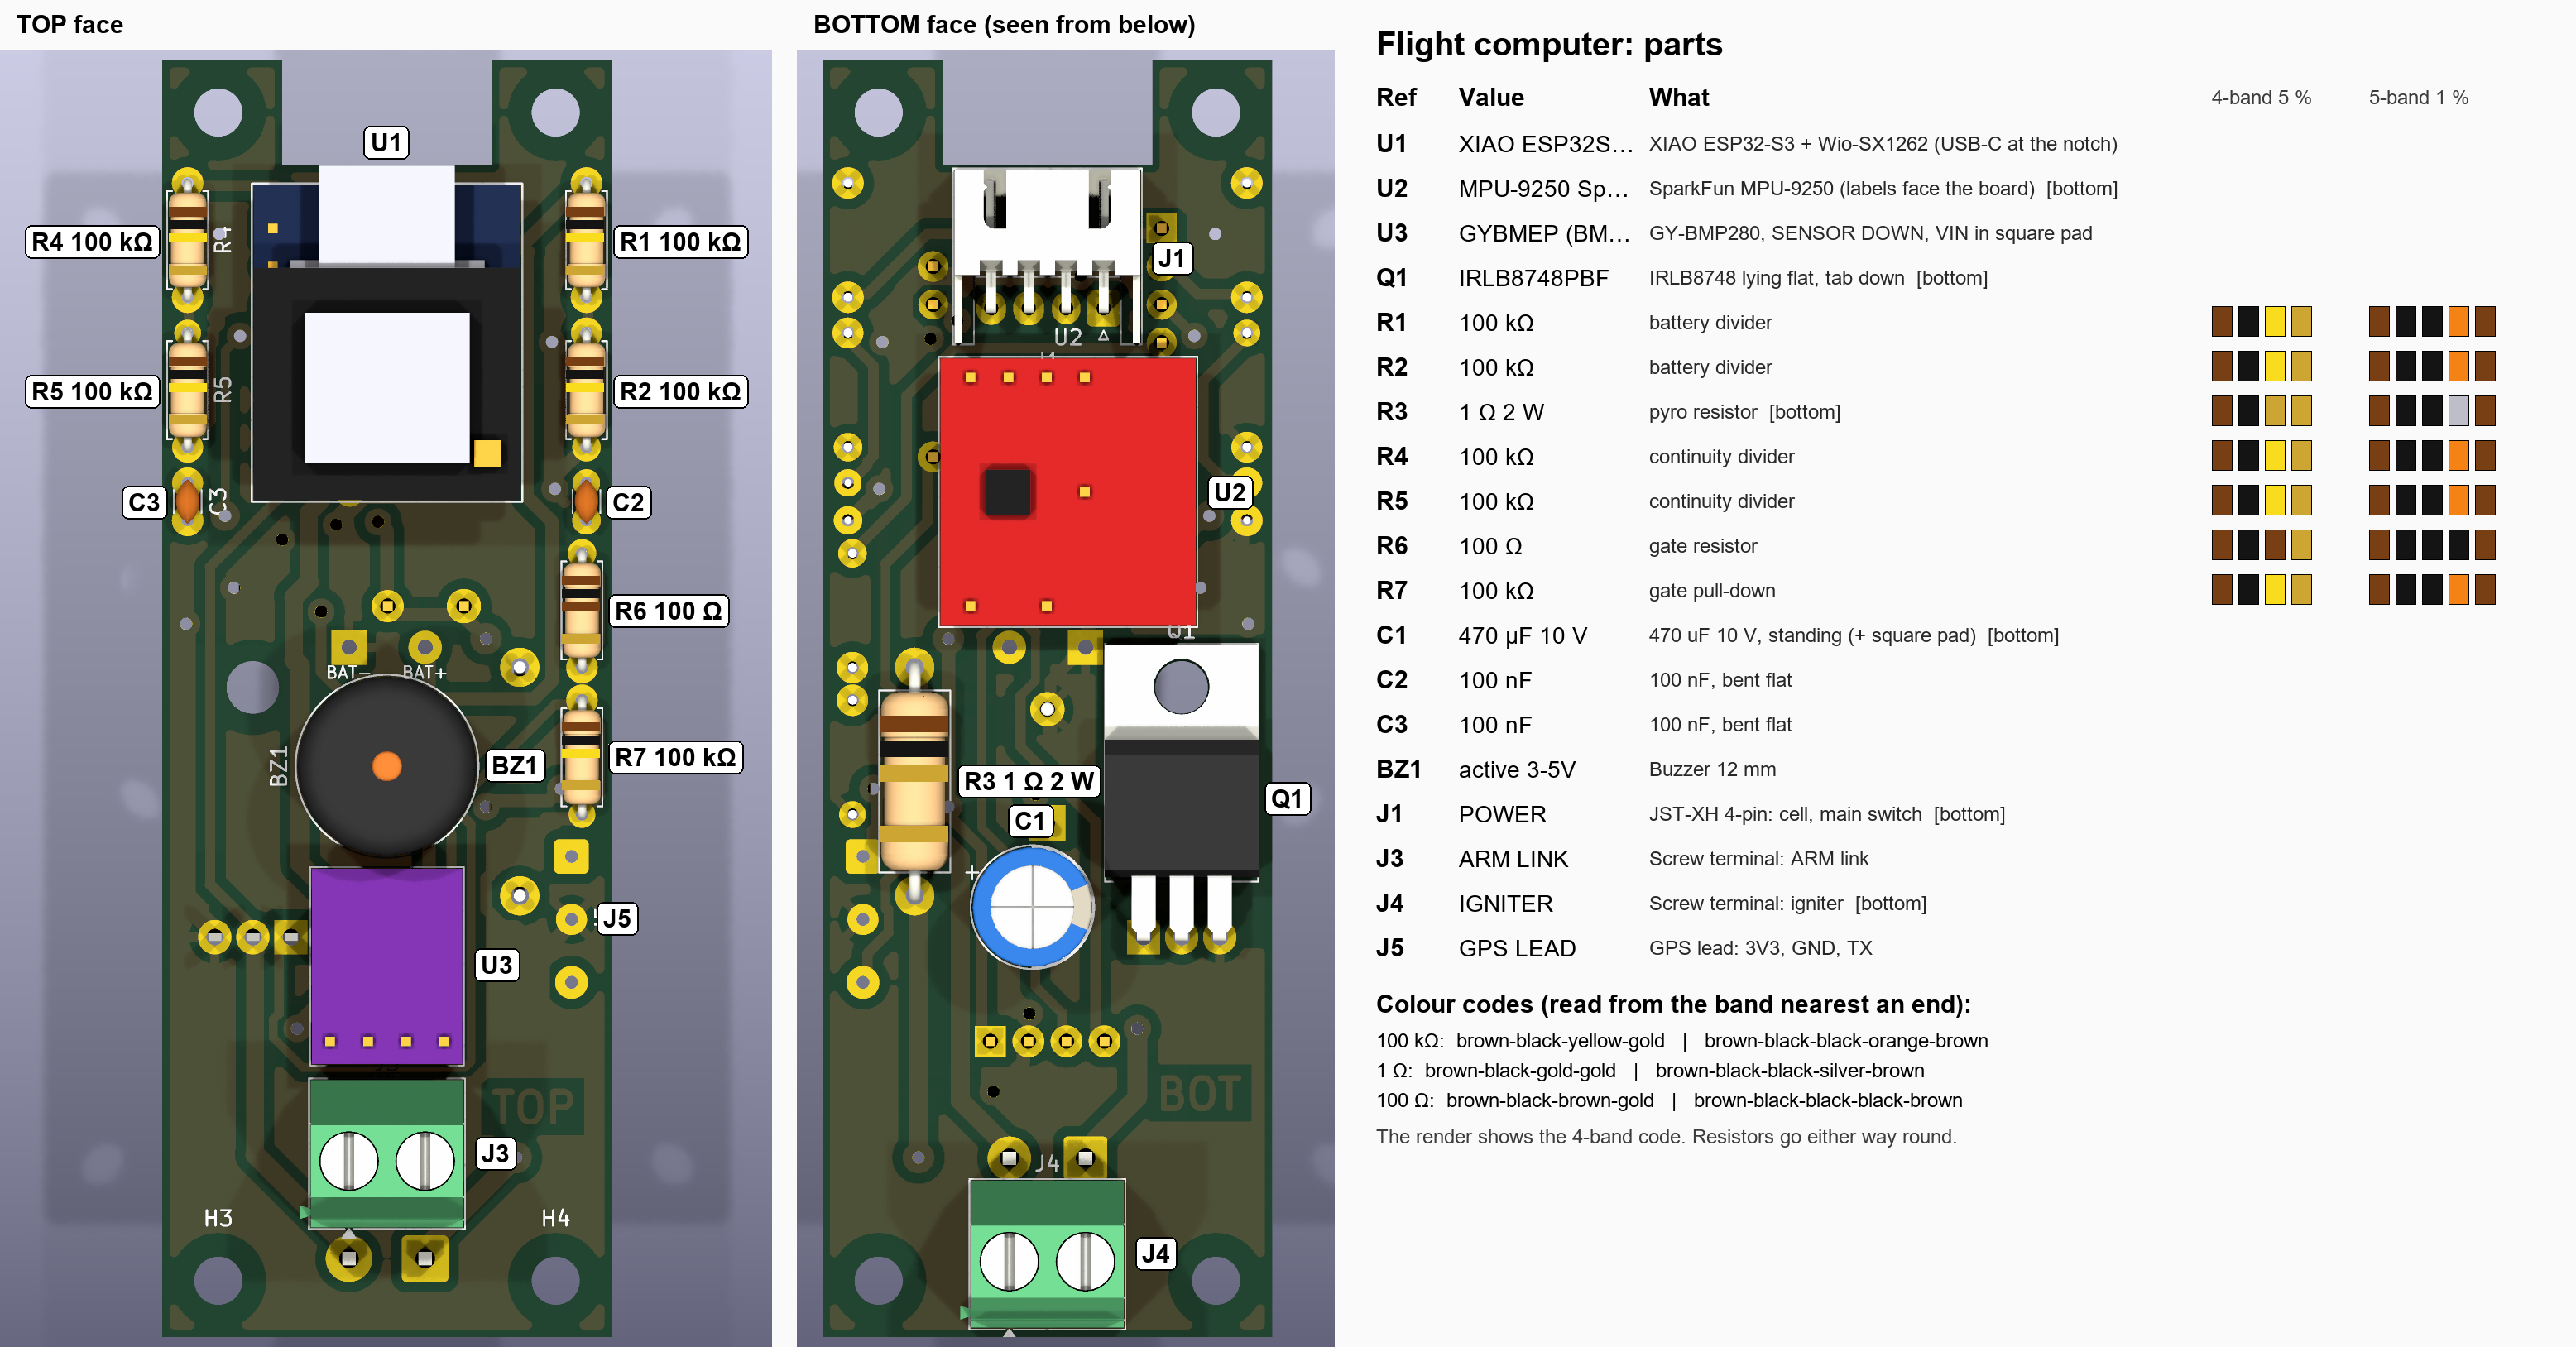 TOP face
U1
R4 100 kΩ
R4
R1 100 kΩ
R5 100 kΩ
R5
R2 100 kΩ
C3
C3
C2
R6 100 Ω
BAT-
BAT+
R7 100 kΩ
BZ1
BZ1
J5
U3
TOP
J3
H3
H4
BOTTOM face (seen from below)
J1
U2
U2
R3 1 Ω 2 W
C1
Q1
+
BOT
J4
J4
Flight computer: parts
Ref Value What 4-band 5 % 5-band 1 %
U1 XIAO ESP32S... XIAO ESP32-S3 + Wio-SX1262 (USB-C at the notch)
U2 MPU-9250 Sp... SparkFun MPU-9250 (labels face the board) [bottom]
U3 GYBMEP (BM... GY-BMP280, SENSOR DOWN, VIN in square pad
Q1 IRLB8748PBF IRLB8748 lying flat, tab down [bottom]
R1 100 kΩ battery divider
R2 100 kΩ battery divider
R3 1 Ω 2 W pyro resistor [bottom]
R4 100 kΩ continuity divider
R5 100 kΩ continuity divider
R6 100 Ω gate resistor
R7 100 kΩ gate pull-down
C1 470 µF 10 V 470 uF 10 V, standing (+ square pad) [bottom]
C2 100 nF 100 nF, bent flat
C3 100 nF 100 nF, bent flat
BZ1 active 3-5V Buzzer 12 mm
J1 POWER JST-XH 4-pin: cell, main switch [bottom]
J3 ARM LINK Screw terminal: ARM link
J4 IGNITER Screw terminal: igniter [bottom]
J5 GPS LEAD GPS lead: 3V3, GND, TX
Colour codes (read from the band nearest an end):
100 kΩ: brown-black-yellow-gold | brown-black-black-orange-brown
1 Ω: brown-black-gold-gold | brown-black-black-silver-brown
100 Ω: brown-black-brown-gold | brown-black-black-black-brown
The render shows the 4-band code. Resistors go either way round.